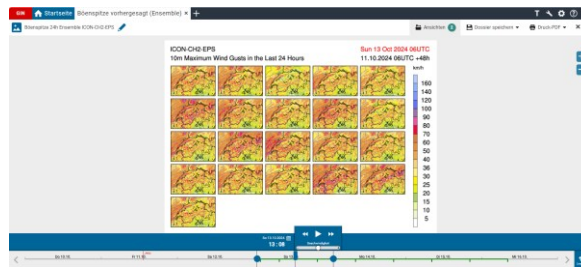 GIN Startseite Böenspitze vorhergesagt (Ensemble) × +
Böenspitze 24h Ensemble ICON-CH2-EPS
Ansichten
Dossier speichern
Druck-PDF
ICON-CH2-EPS
Sun 13 Oct 2024 06UTC
10m Maximum Wind Gusts in the Last 24 Hours
11.10.2024 06UTC +48h
km/h
160
140
120
100
90
80
70
60
50
40
36
30
25
20
15
10
5
13:08